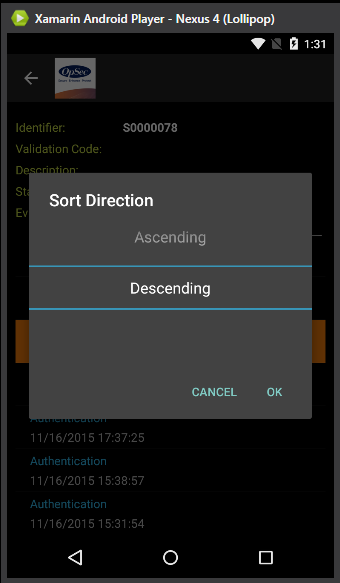 Xamarin Android Player - Nexus 4 (Lollipop)
1:31
OpSec
Identifier: S0000078
Validation Code:
Description:
Sta
Ev
Sort Direction
Ascending
Descending
CANCEL OK
Authentication
11/16/2015 17:37:25
Authentication
11/16/2015 15:38:57
Authentication
11/16/2015 15:31:54